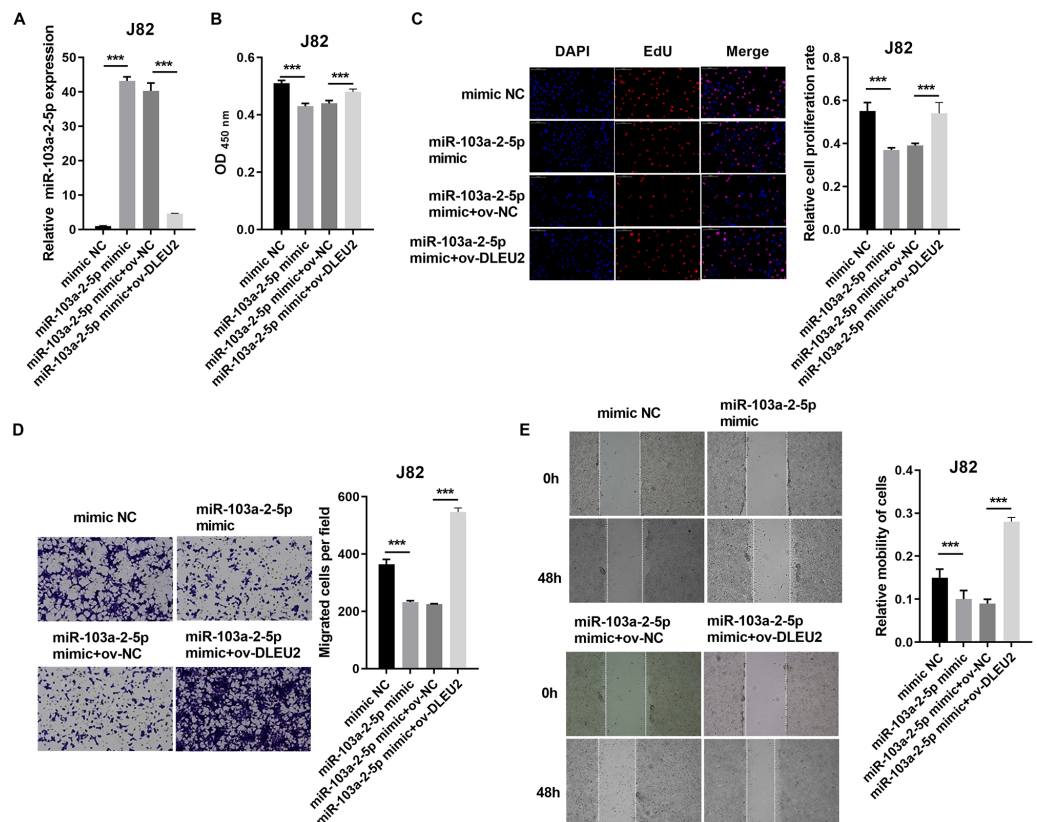 A
J82
Relative miR-103a-2-5p expression
50
40
30
20
10
0
***
***
mimic NC
miR-103a-2-5p mimic
miR-103a-2-5p mimic+ov-NC
miR-103a-2-5p mimic+ov-DLEU2
B
J82
OD 450 nm
0.6
0.4
0.2
0.0
***
***
mimic NC
miR-103a-2-5p mimic
miR-103a-2-5p mimic+ov-NC
miR-103a-2-5p mimic+ov-DLEU2
C
DAPI
EdU
Merge
mimic NC
miR-103a-2-5p
mimic
miR-103a-2-5p
mimic+ov-NC
miR-103a-2-5p
mimic+ov-DLEU2
J82
Relative cell proliferation rate
0.8
0.6
0.4
0.2
0.0
***
***
mimic NC
miR-103a-2-5p mimic
miR-103a-2-5p mimic+ov-NC
miR-103a-2-5p mimic+ov-DLEU2
D
mimic NC
miR-103a-2-5p
mimic
miR-103a-2-5p
mimic+ov-NC
miR-103a-2-5p
mimic+ov-DLEU2
J82
Migrated cells per field
600
400
200
0
***
***
mimic NC
miR-103a-2-5p mimic
miR-103a-2-5p mimic+ov-NC
miR-103a-2-5p mimic+ov-DLEU2
E
mimic NC
miR-103a-2-5p
mimic
0h
48h
miR-103a-2-5p
mimic+ov-NC
miR-103a-2-5p
mimic+ov-DLEU2
0h
48h
J82
Relative mobility of cells
0.4
0.3
0.2
0.1
0.0
***
***
mimic NC
miR-103a-2-5p mimic
miR-103a-2-5p mimic+ov-NC
miR-103a-2-5p mimic+ov-DLEU2